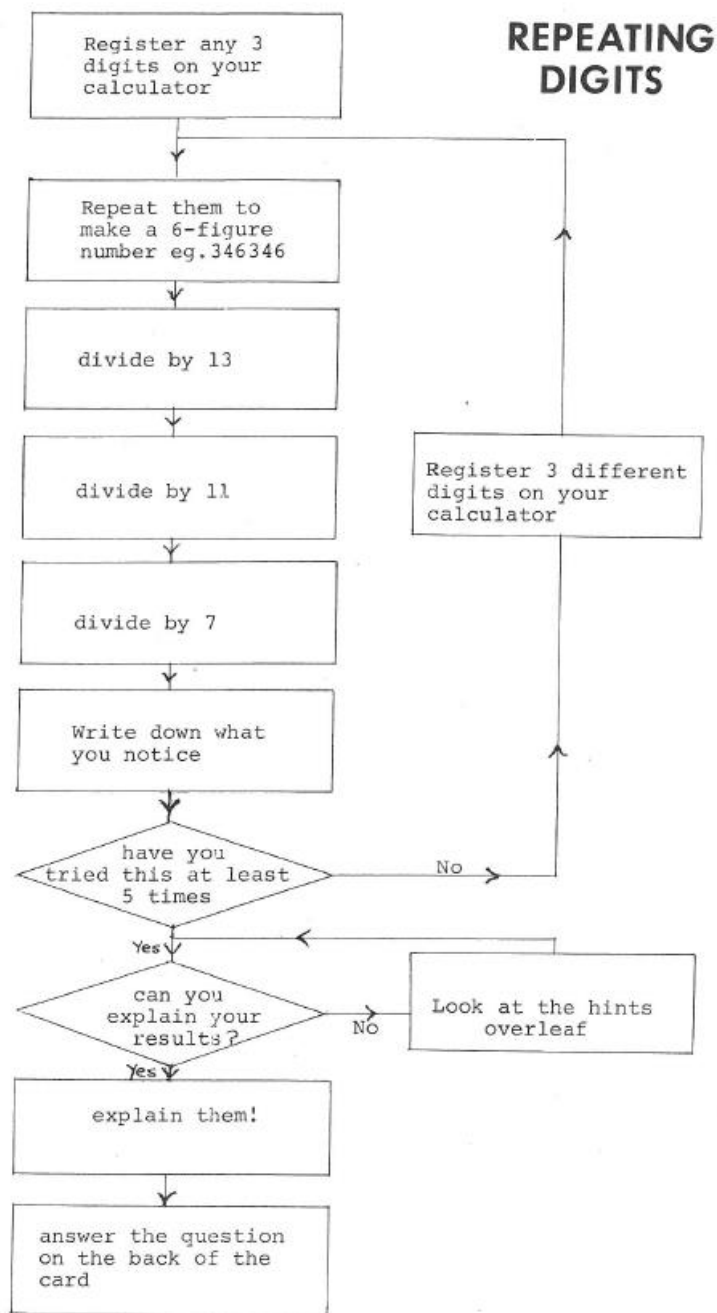 REPEATING
DIGITS
Register any 3
digits on your
calculator
Repeat them to
make a 6-figure
number eg.346346
divide by 13
divide by 11
divide by 7
Register 3 different
digits on your
calculator
Write down what
you notice
have you
tried this at least
5 times
No
Yes
can you
explain your
results?
No
Look at the hints
overleaf
Yes
explain them!
answer the question
on the back of the
card